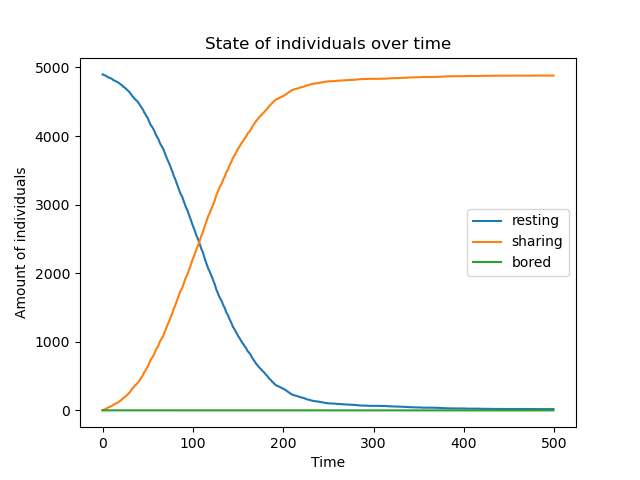 State of individuals over time
Amount of individuals
5000
4000
3000
2000
1000
0
resting
sharing
bored
0 100 200 300 400 500
Time